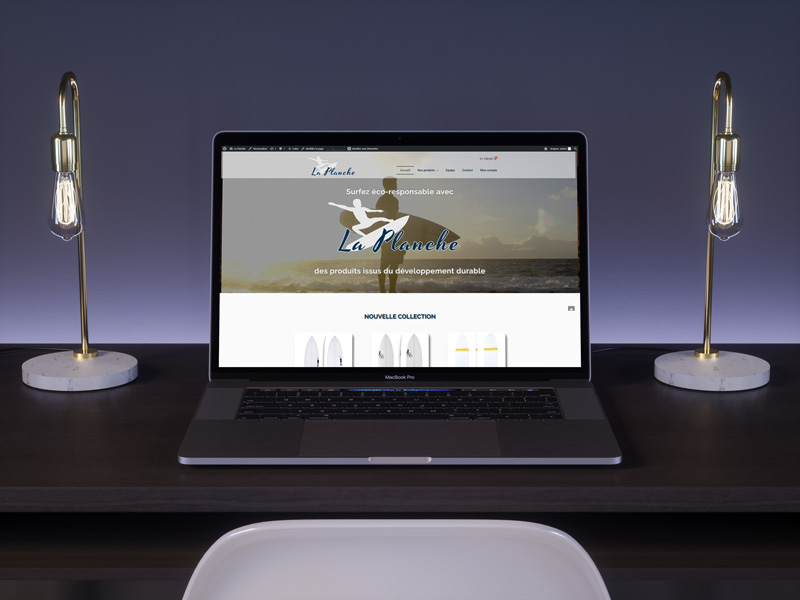 La Planche
Accueil Nos produits Equipe Contact Mon compte
Surfez éco-responsable avec
La Planche
des produits issus du développement durable
NOUVELLE COLLECTION
MacBook Pro